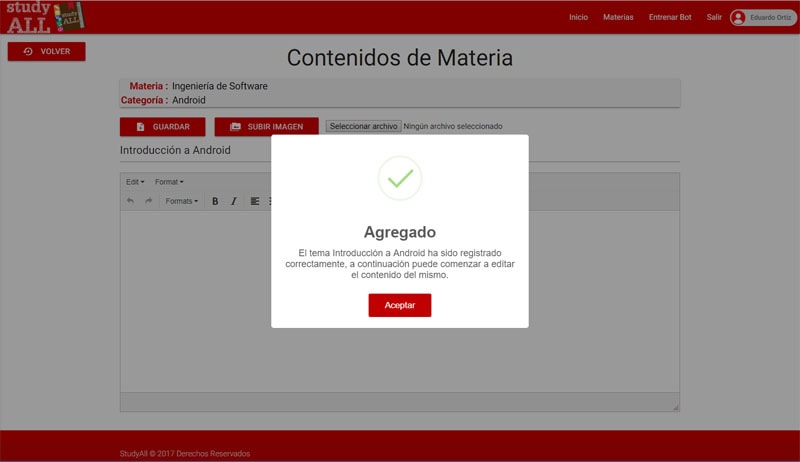 study
ALL
study
ALL
Inicio Materias Entrenar Bot Salir Eduardo Ortiz
VOLVER
Contenidos de Materia
Materia : Ingeniería de Software
Categoría : Android
GUARDAR SUBIR IMAGEN Seleccionar archivo Ningún archivo seleccionado
Introducción a Android
Edit Format
Formats B I
Agregado
El tema Introducción a Android ha sido registrado
correctamente, a continuación puede comenzar a editar
el contenido del mismo.
Aceptar
StudyAll © 2017 Derechos Reservados